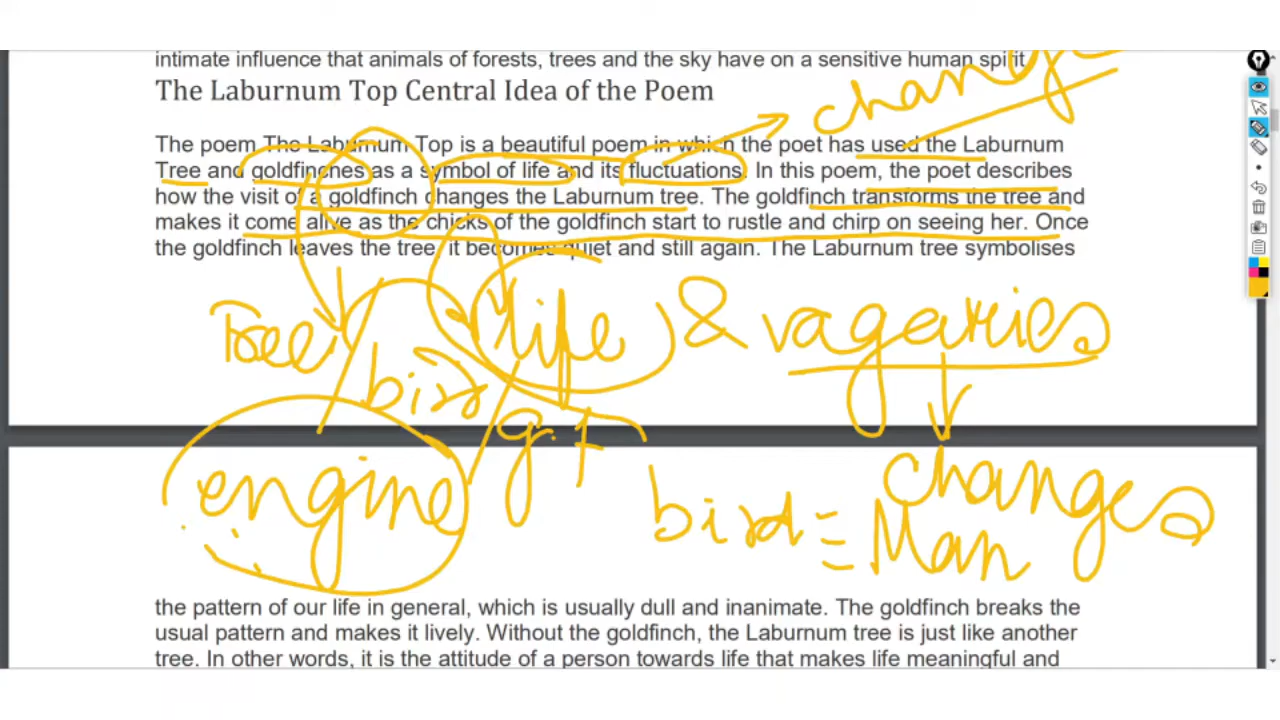 intimate influence that animals of forests, trees and the sky have on a sensitive human spirit
The Laburnum Top Central Idea of the Poem
change
The poem The Laburnum Top is a beautiful poem in which the poet has used the Laburnum
Tree and goldfinches as a symbol of life and its fluctuations. In this poem, the poet describes
how the visit of a goldfinch changes the Laburnum tree. The goldfinch transforms the tree and
makes it come alive as the chicks of the goldfinch start to rustle and chirp on seeing her. Once
the goldfinch leaves the tree, it becomes quiet and still again. The Laburnum tree symbolises
Tree life & vagaries
bird
g.f
engine changes
bird = Man
the pattern of our life in general, which is usually dull and inanimate. The goldfinch breaks the
usual pattern and makes it lively. Without the goldfinch, the Laburnum tree is just like another
tree. In other words, it is the attitude of a person towards life that makes life meaningful and